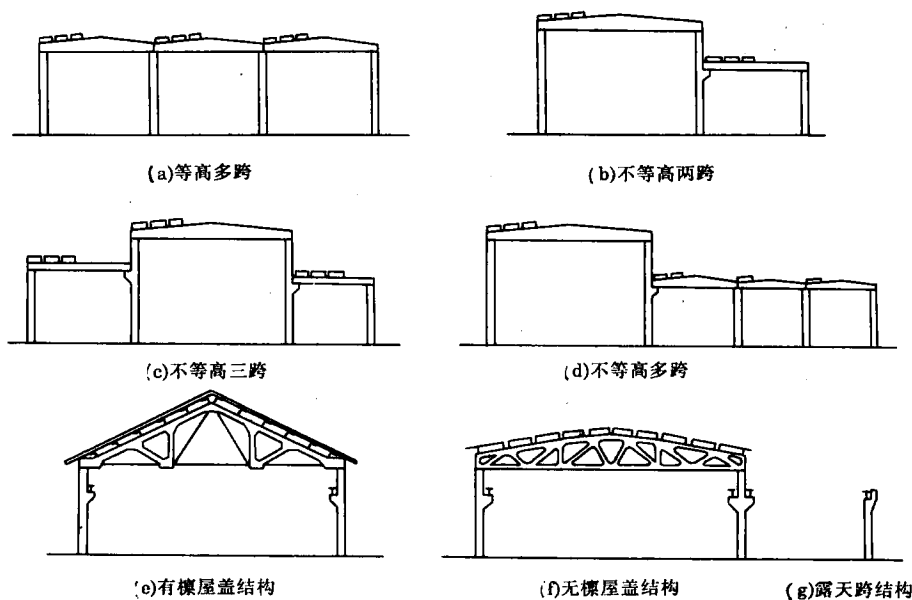 (a)等高多跨
(b)不等高两跨
(c)不等高三跨
(d)不等高多跨
(e)有檩屋盖结构
(f)无檩屋盖结构
(g)露天跨结构